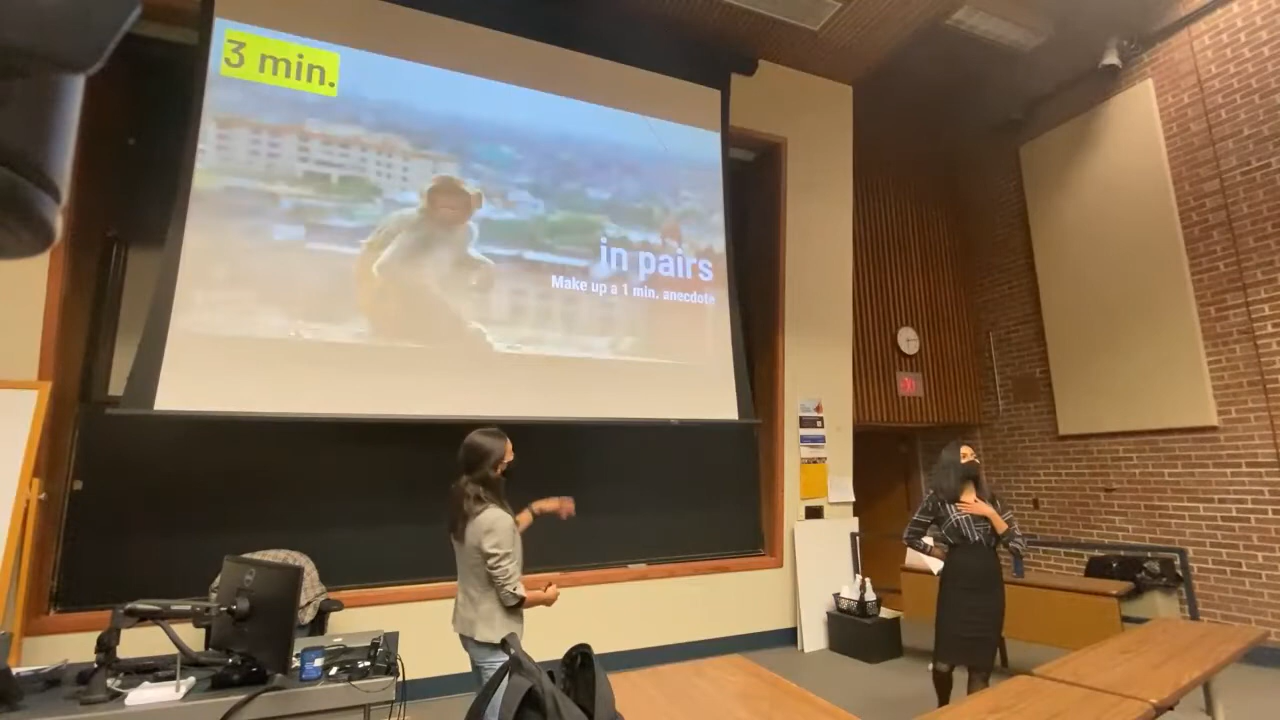 3 min.
in pairs
Make up a 1 min. anecdote